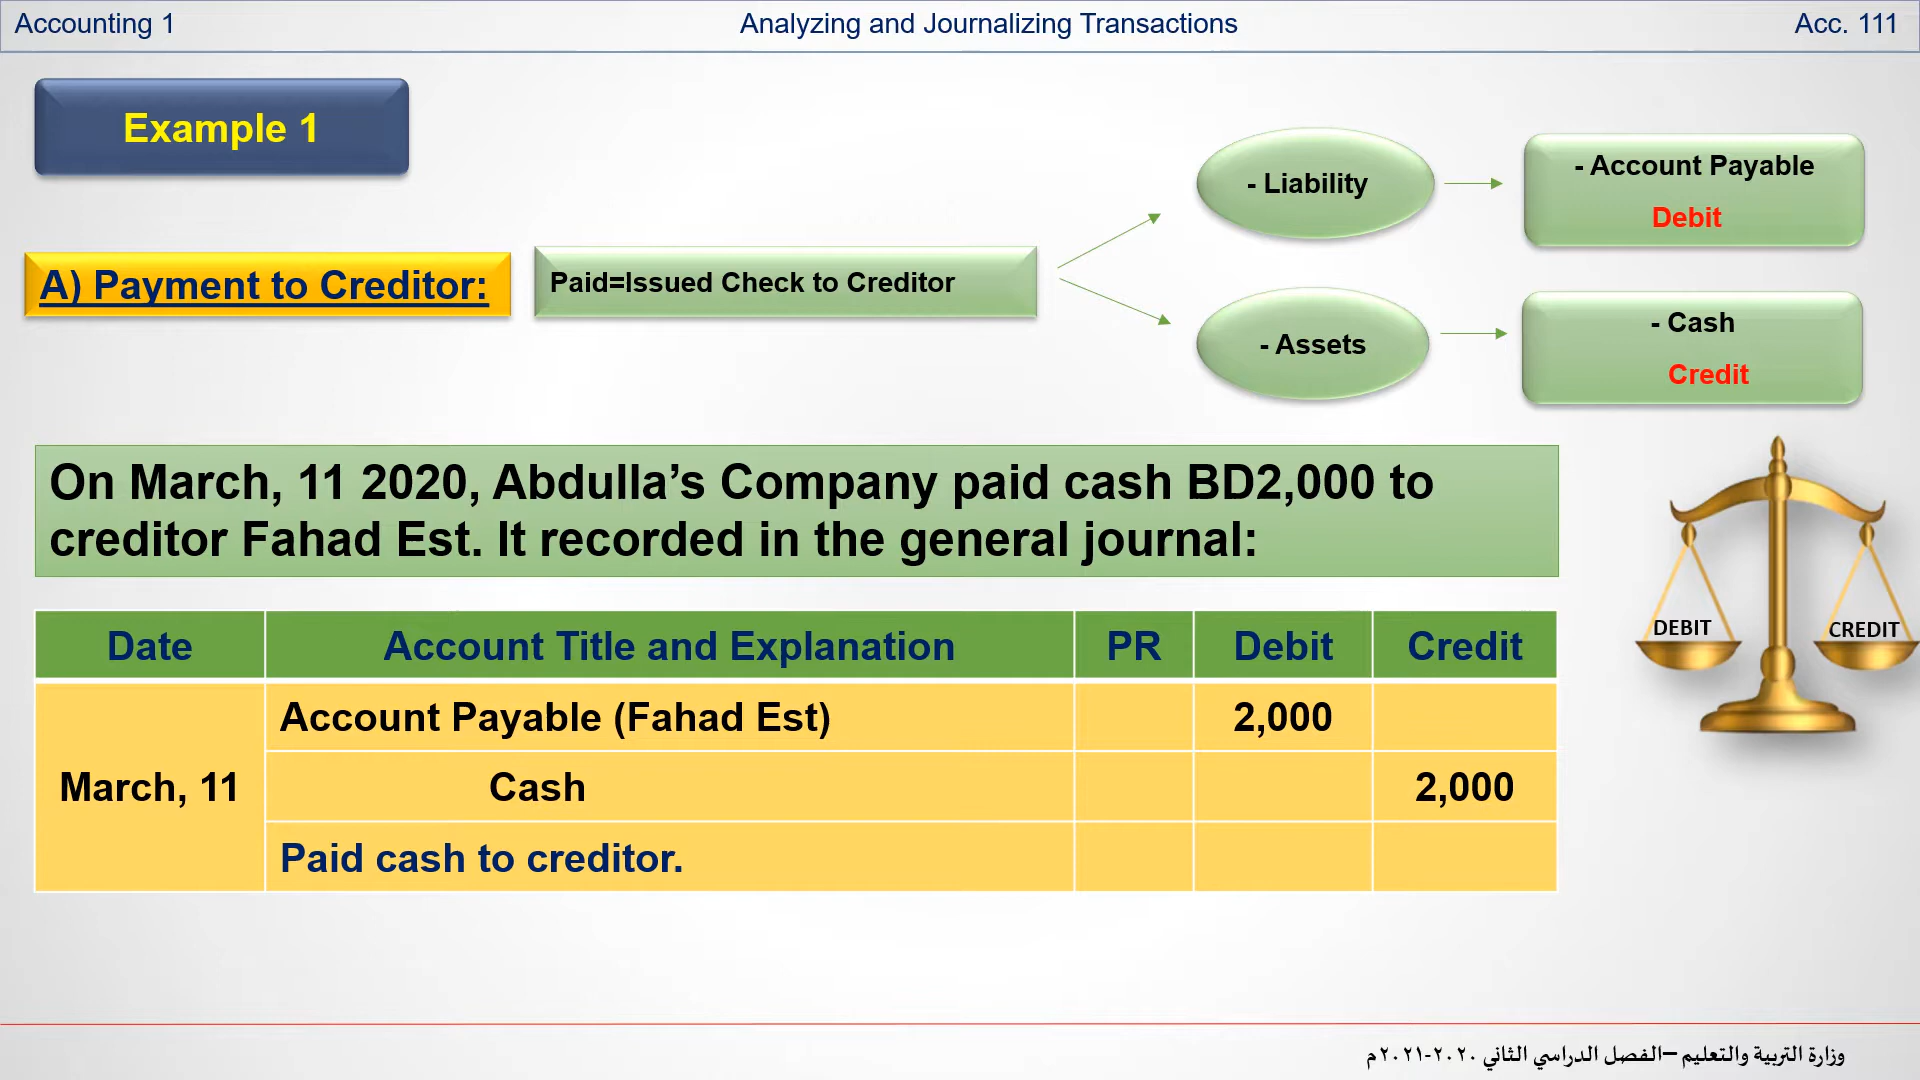 Accounting 1
Analyzing and Journalizing Transactions
Acc. 111
Example 1
A) Payment to Creditor:
Paid=Issued Check to Creditor
- Liability
- Account Payable
Debit
- Assets
- Cash
Credit
On March, 11 2020, Abdulla’s Company paid cash BD2,000 to
creditor Fahad Est. It recorded in the general journal:
DEBIT
CREDIT
Date Account Title and Explanation PR Debit Credit
Account Payable (Fahad Est) 2,000
March, 11 Cash 2,000
Paid cash to creditor.
وزارة التربية والتعليم –الفصل الدراسي الثاني ٢٠٢٠-٢٠٢١م